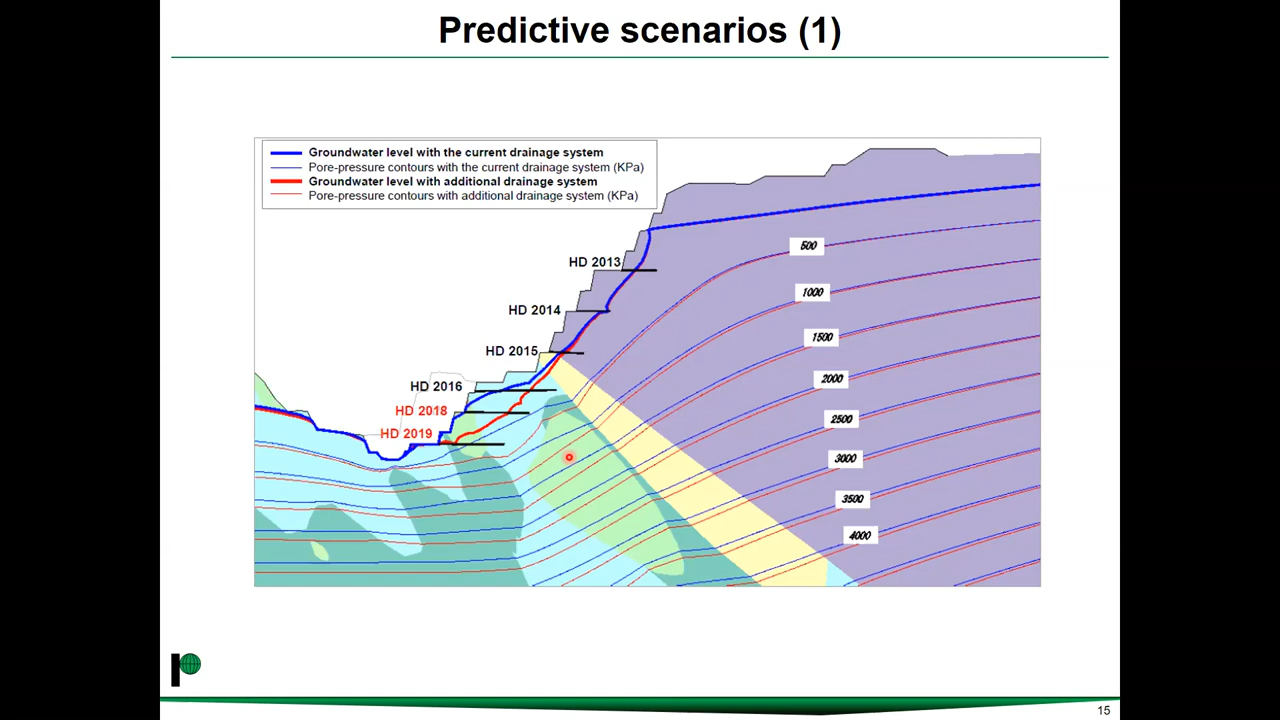 Predictive scenarios (1)
Groundwater level with the current drainage system
Pore-pressure contours with the current drainage system (KPa)
Groundwater level with additional drainage system
Pore-pressure contours with additional drainage system (KPa)
HD 2013
HD 2014
HD 2015
HD 2016
HD 2018
HD 2019
500
1000
1500
2000
2500
3000
3500
4000
15